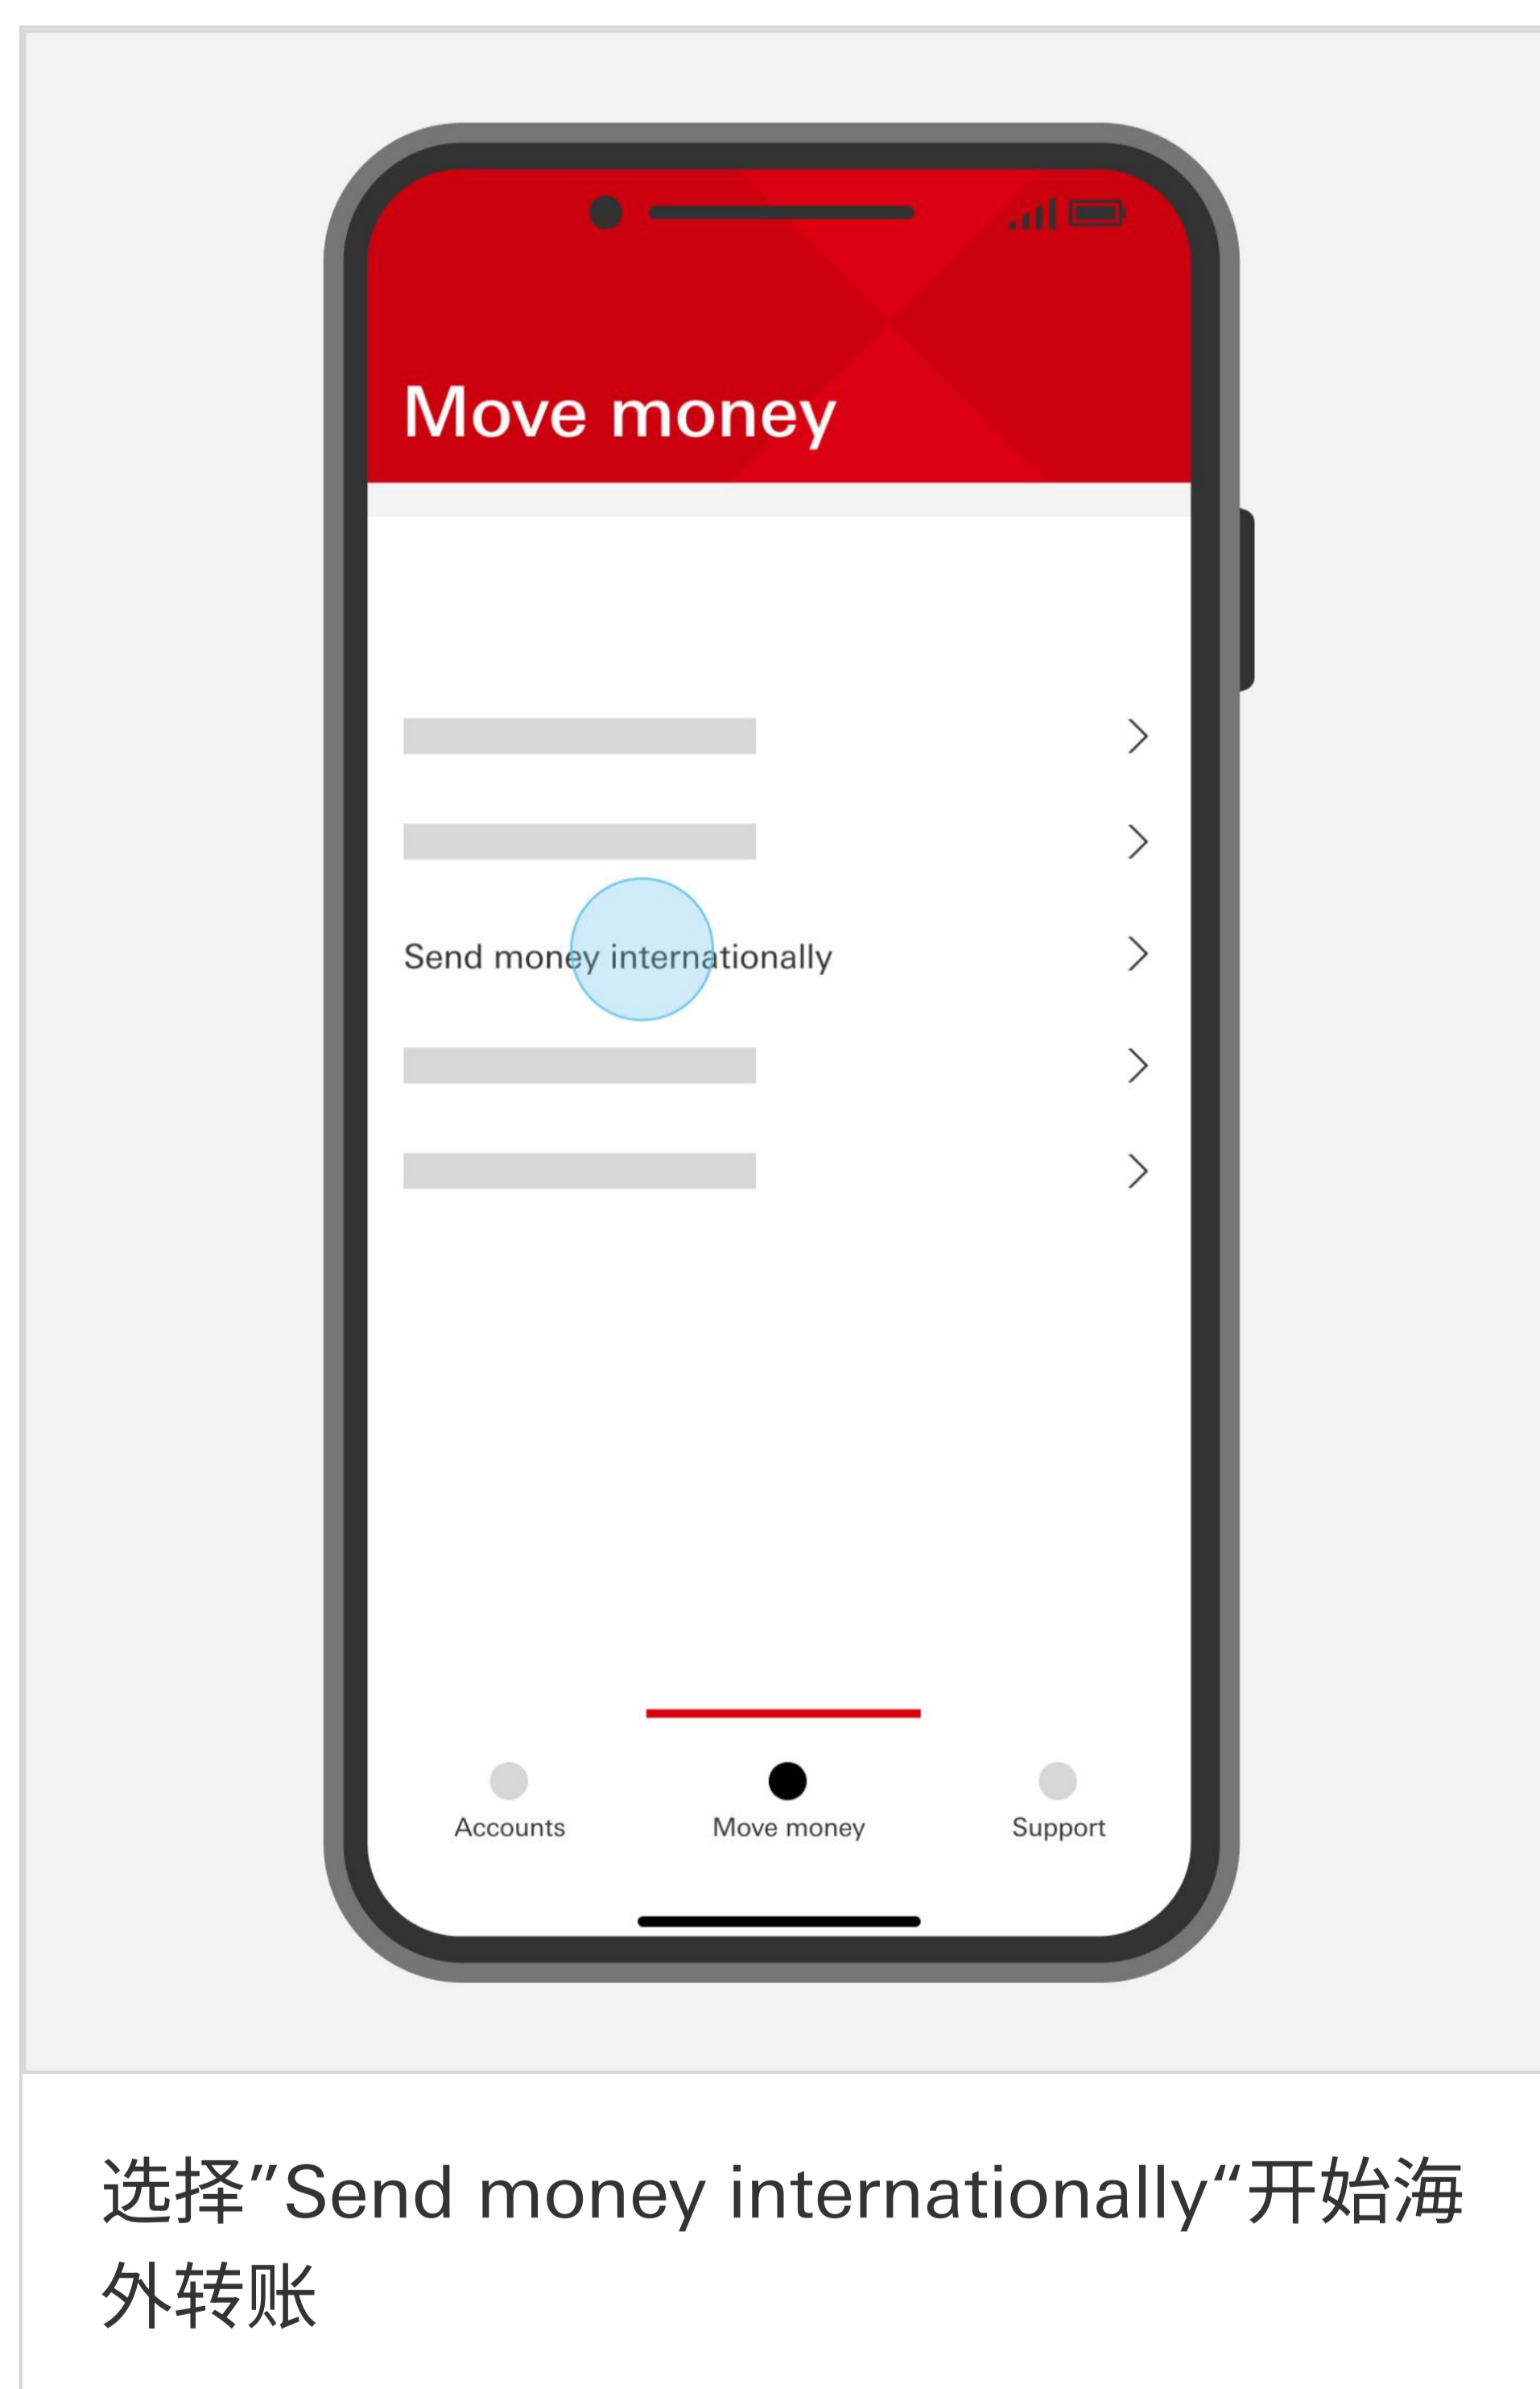 Move money
Send money internationally
Accounts
Move money
Support
选择“Send money internationally“开始海
外转账